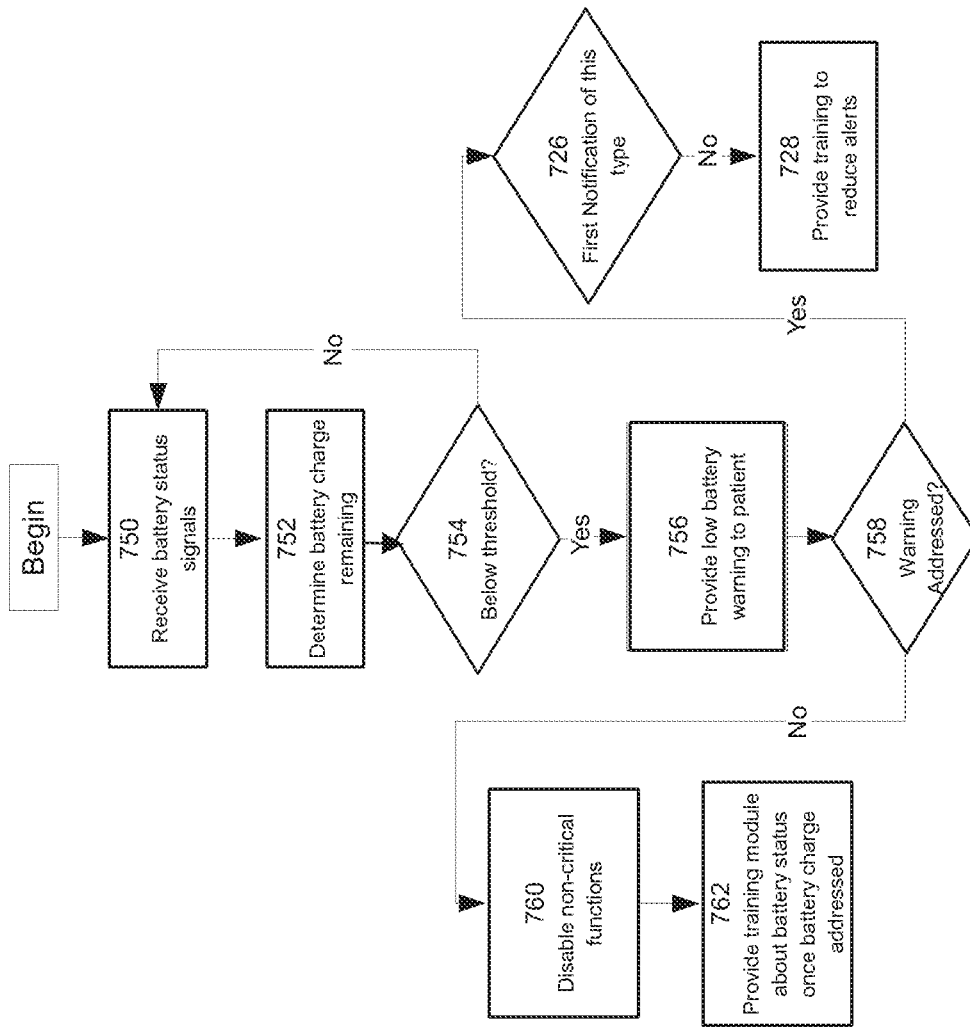 Begin
750
Receive battery status
signals
752
Determine battery charge
remaining
754
Below threshold?
No
Yes
756
Provide low battery
warning to patient
758
Warning
Addressed?
No
760
Disable non-critical
functions
762
Provide training module
about battery status
once battery charge
addressed
Yes
726
First Notification of this
type
No
728
Provide training to
reduce alerts